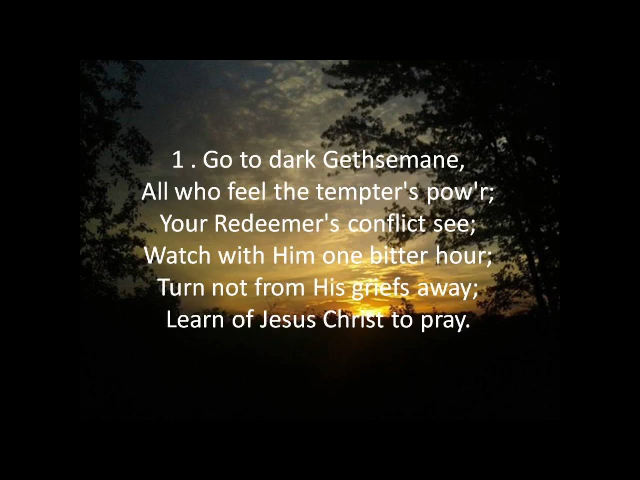 1 . Go to dark Gethsemane,
All who feel the tempter's pow'r;
Your Redeemer's conflict see;
Watch with Him one bitter hour;
Turn not from His griefs away;
Learn of Jesus Christ to pray.